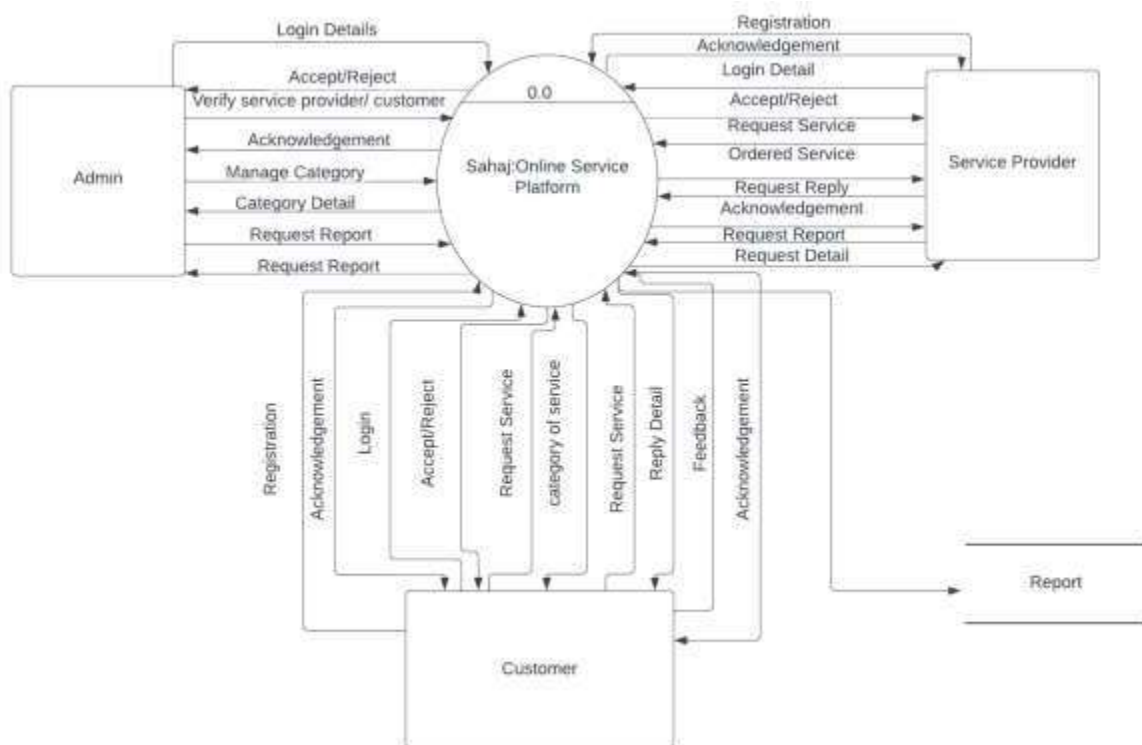 Login Details
Accept/Reject
Verify service provider/ customer
Acknowledgement
Manage Category
Category Detail
Request Report
Request Report
Admin
0.0
Sahaj:Online Service
Platform
Registration
Acknowledgement
Login Detail
Accept/Reject
Request Service
Ordered Service
Request Reply
Acknowledgement
Request Report
Request Detail
Service Provider
Registration
Acknowledgement
Login
Accept/Reject
Request Service
category of service
Request Service
Reply Detail
Feedback
Acknowledgement
Report
Customer